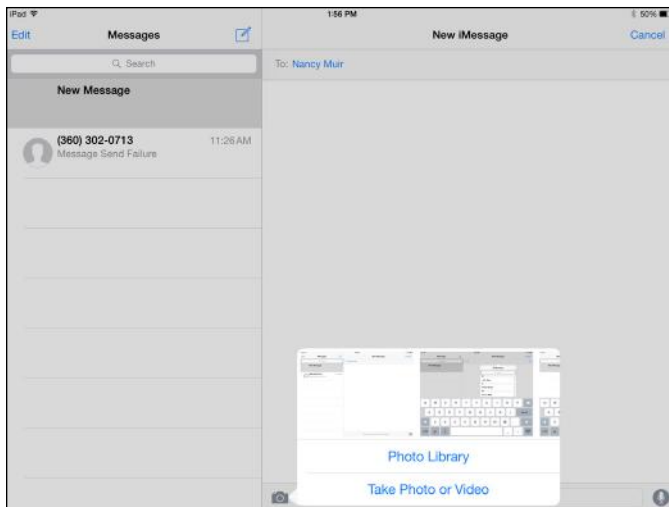 iPad
1:56 PM
50%
Edit
Messages
New iMessage
Cancel
Search
To: Nancy Muir
New Message
(360) 302-0713
11:26 AM
Message Send Failure
Photo Library
Take Photo or Video